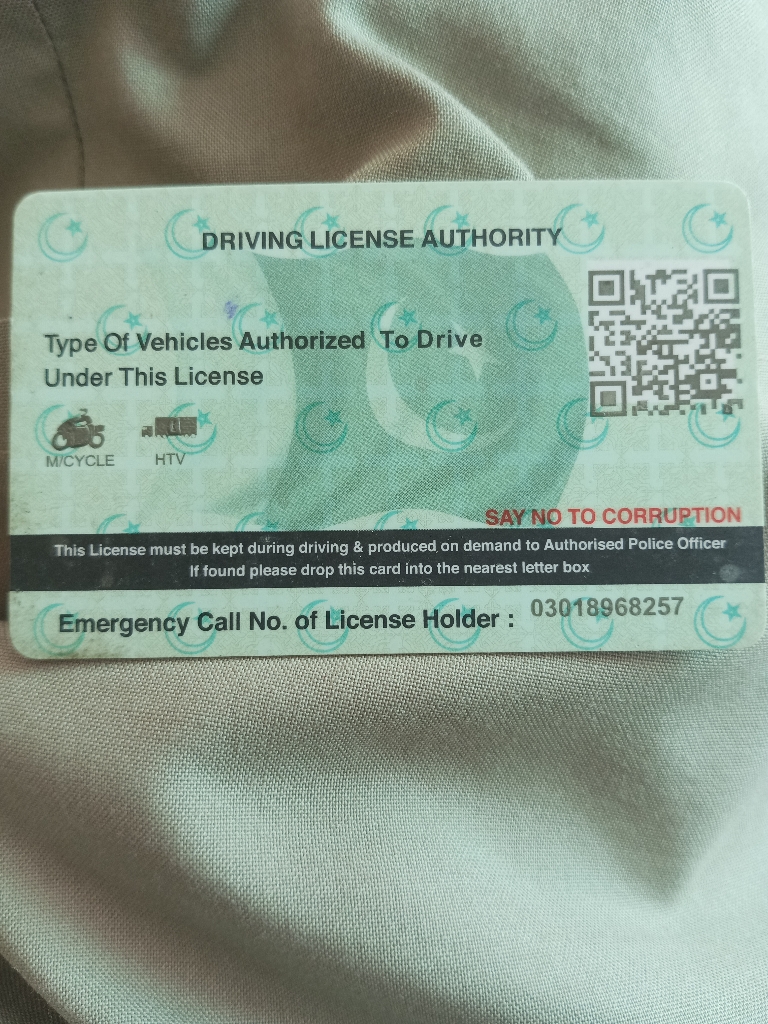 DRIVING LICENSE AUTHORITY
Type Of Vehicles Authorized To Drive
Under This License
M/CYCLE HTV
SAY NO TO CORRUPTION
This License must be kept during driving & produced on demand to Authorised Police Officer
If found please drop this card into the nearest letter box
Emergency Call No. of License Holder : 03018968257